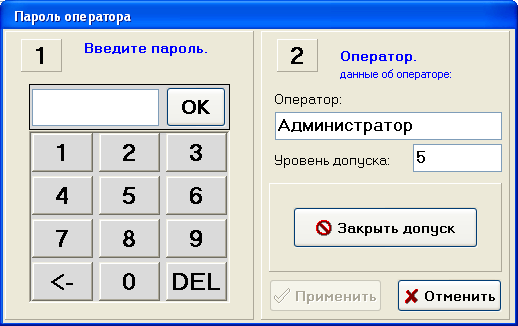 Пароль оператора
1
Введите пароль.
OK
1 2 3
4 5 6
7 8 9
<- 0 DEL
2
Оператор.
данные об операторе:
Оператор:
Администратор
Уровень допуска: 5
Закрыть допуск
Применить
Отменить